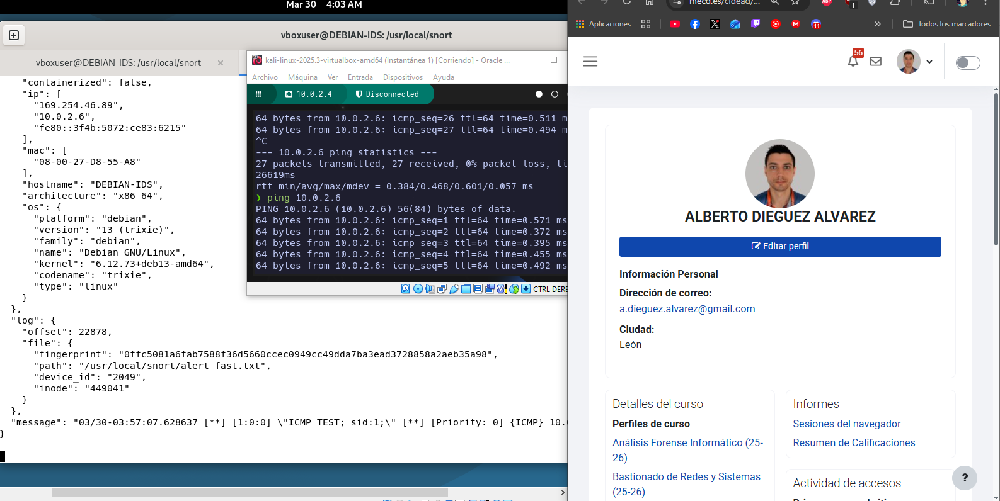 Mar 30 4:03 AM
vboxuser@DEBIAN-IDS: /usr/local/snort
vboxuser@DEBIAN-IDS: /usr/local/snort
"containerized": false,
"ip": [
"169.254.46.89",
"10.0.2.6",
"fe80::3f4b:5072:ce83:6215"
],
"mac": [
"08-00-27-D8-55-A8"
],
"hostname": "DEBIAN-IDS",
"architecture": "x86_64",
"os": {
"platform": "debian",
"version": "13 (trixie)",
"family": "debian",
"name": "Debian GNU/Linux",
"kernel": "6.12.73+deb13-amd64",
"codename": "trixie",
"type": "linux"
}
},
"log": {
"offset": 22878,
"file": {
"fingerprint": "0ffc5081a6fab7588f36d5660ccec0949cc49dda7ba3ead3728858a2aeb35a98",
"path": "/usr/local/snort/alert_fast.txt",
"device_id": "2049",
"inode": "449041"
}
},
"message": "03/30-03:57:07.628637 [**] [1:0:0] \"ICMP TEST; sid:1;\" [**] [Priority: 0] {ICMP} 10.
}
kali-linux-2025.3-virtualbox-amd64 (Instantánea 1) [Corriendo] - Oracle ...
Archivo Máquina Ver Entrada Dispositivos Ayuda
10.0.2.4 Disconnected
64 bytes from 10.0.2.6: icmp_seq=26 ttl=64 time=0.511 m
64 bytes from 10.0.2.6: icmp_seq=27 ttl=64 time=0.494 m
^C
--- 10.0.2.6 ping statistics ---
27 packets transmitted, 27 received, 0% packet loss, ti
26619ms
rtt min/avg/max/mdev = 0.384/0.468/0.601/0.057 ms
❯ ping 10.0.2.6
PING 10.0.2.6 (10.0.2.6) 56(84) bytes of data.
64 bytes from 10.0.2.6: icmp_seq=1 ttl=64 time=0.571 ms
64 bytes from 10.0.2.6: icmp_seq=2 ttl=64 time=0.372 ms
64 bytes from 10.0.2.6: icmp_seq=3 ttl=64 time=0.395 ms
64 bytes from 10.0.2.6: icmp_seq=4 ttl=64 time=0.455 ms
64 bytes from 10.0.2.6: icmp_seq=5 ttl=64 time=0.492 ms
CTRL DERE
mecd.es/cidead/...
ABP
1
Aplicaciones
11
» Todos los marcadores
56
ALBERTO DIEGUEZ ALVAREZ
Editar perfil
Información Personal
Dirección de correo:
a.dieguez.alvarez@gmail.com
Ciudad:
León
Detalles del curso
Perfiles de curso
Análisis Forense Informático (25-
26)
Bastionado de Redes y Sistemas
(25-26)
Informes
Sesiones del navegador
Resumen de Calificaciones
Actividad de accesos
?